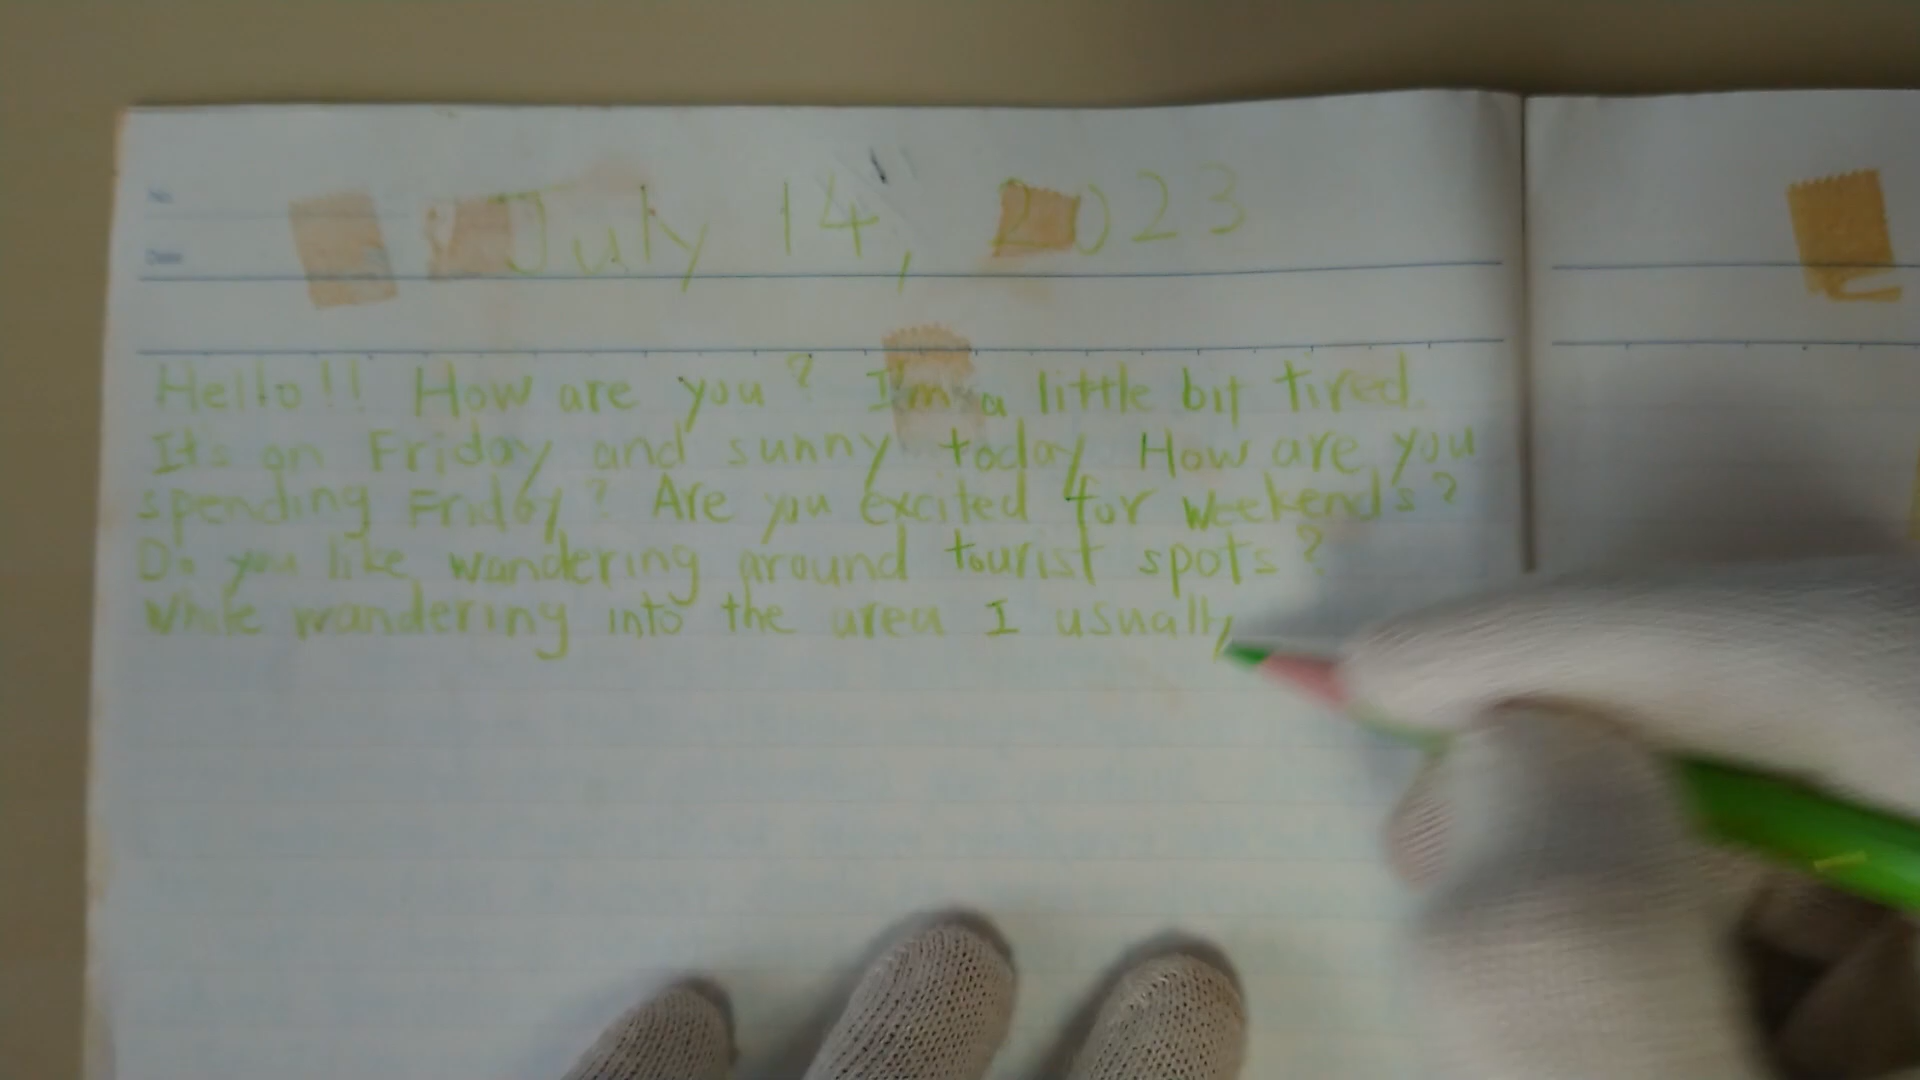 No.
Date
July 14, 2023
Hello!! How are you? I'm a little bit tired.
It's on Friday and sunny today. How are you
spending Friday? Are you excited for weekends?
Do you like wandering around tourist spots?
While wandering into the area I usually